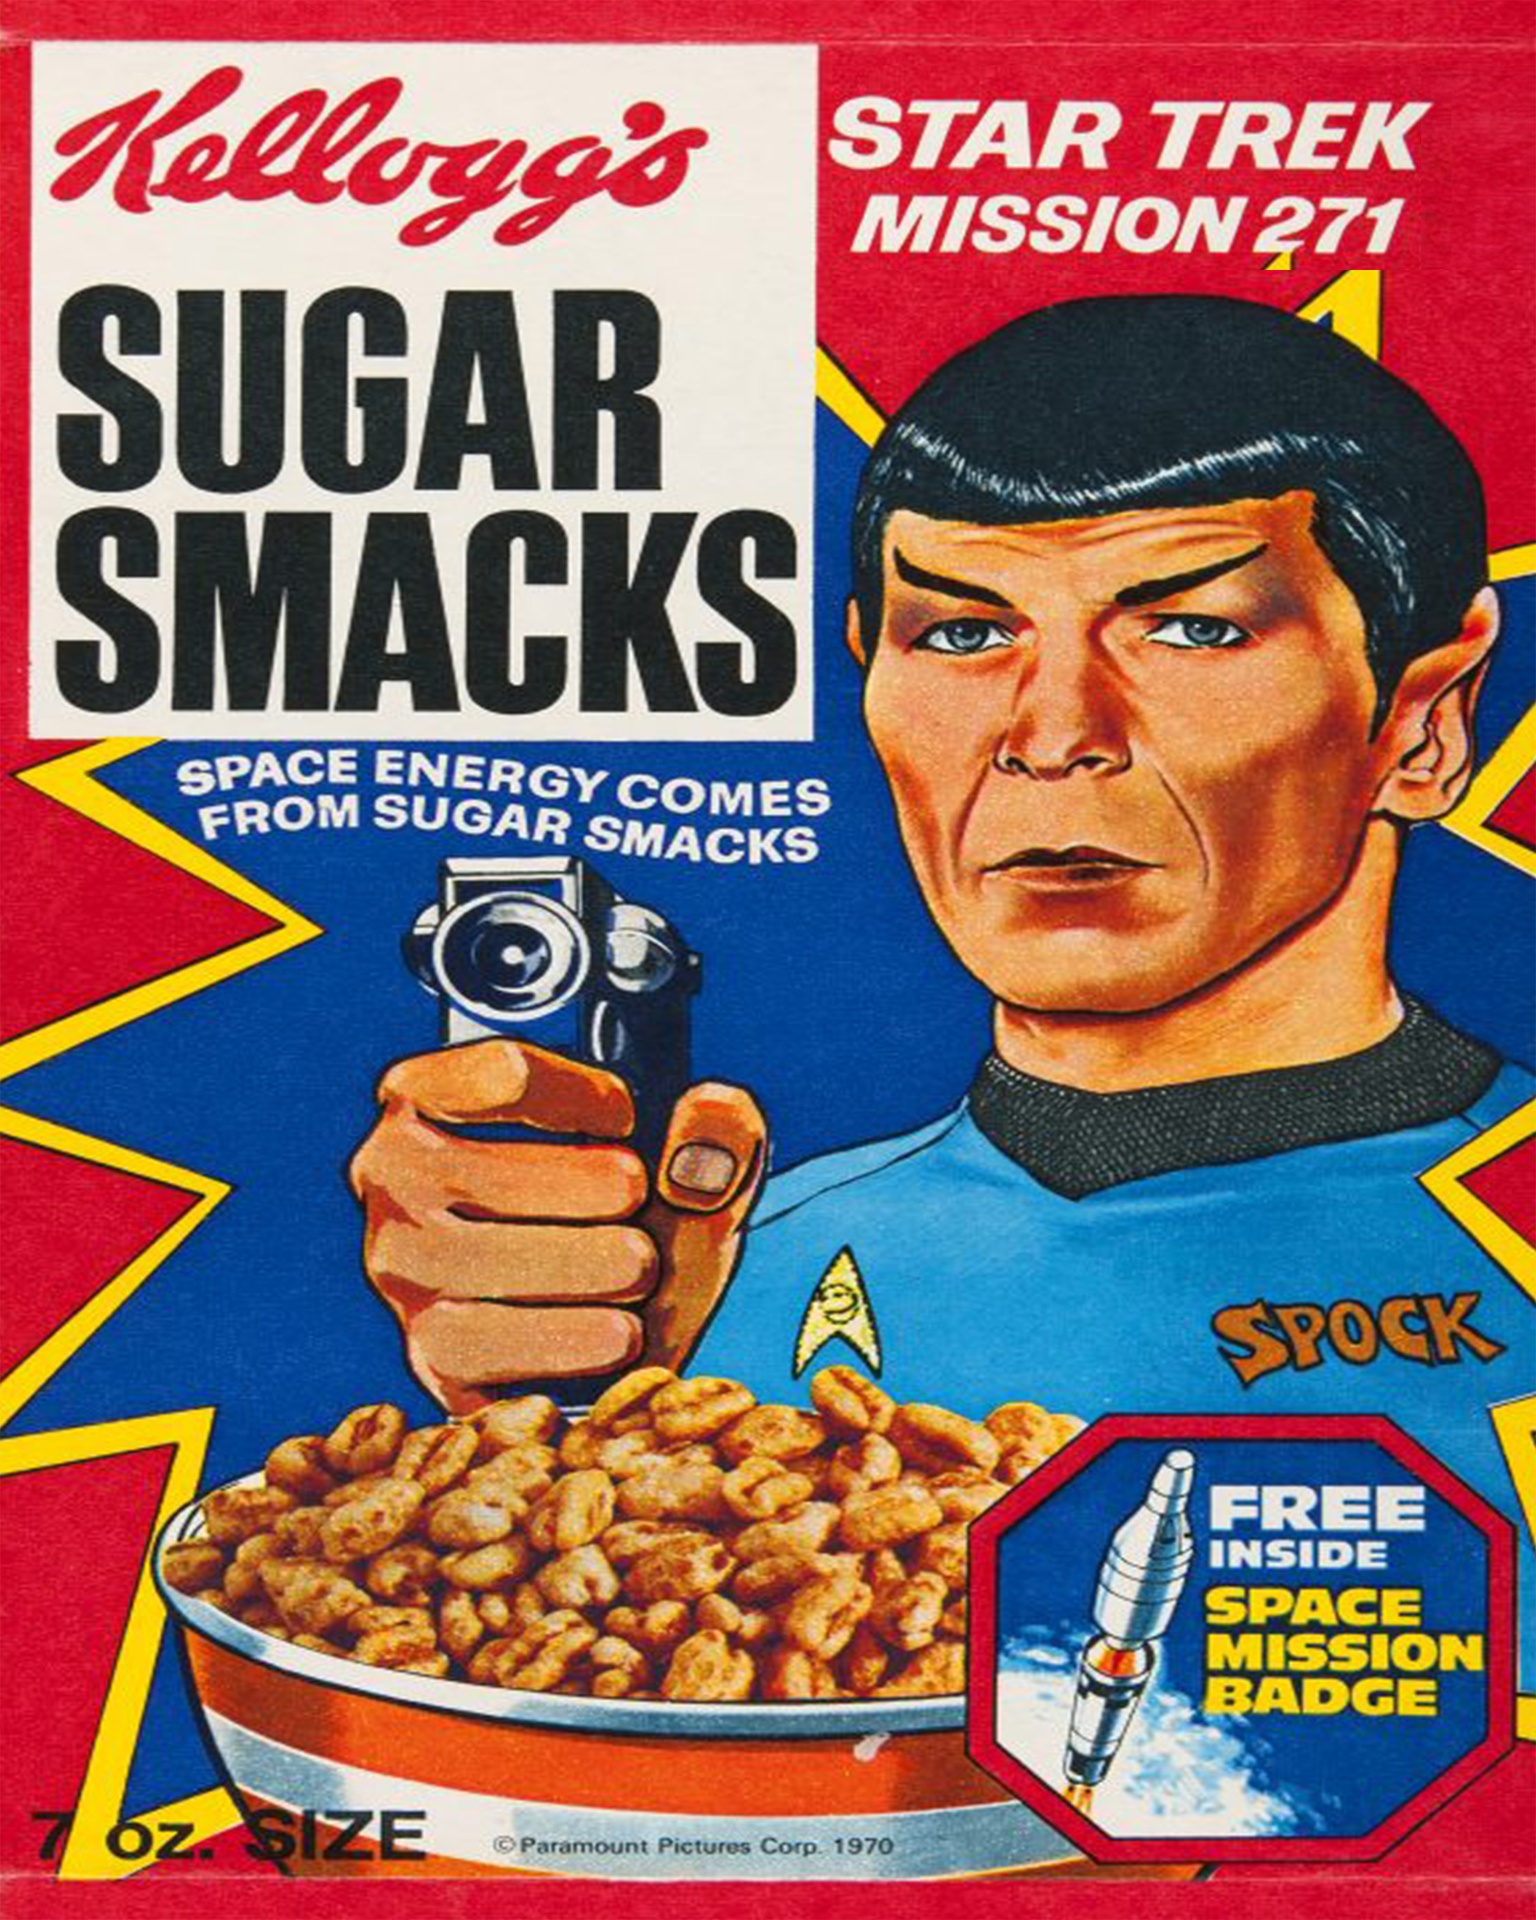 Kellogg's
SUGAR
SMACKS
STAR TREK
MISSION 271
SPACE ENERGY COMES
FROM SUGAR SMACKS
SPOCK
FREE
INSIDE
SPACE
MISSION
BADGE
7 oz. SIZE
©Paramount Pictures Corp. 1970